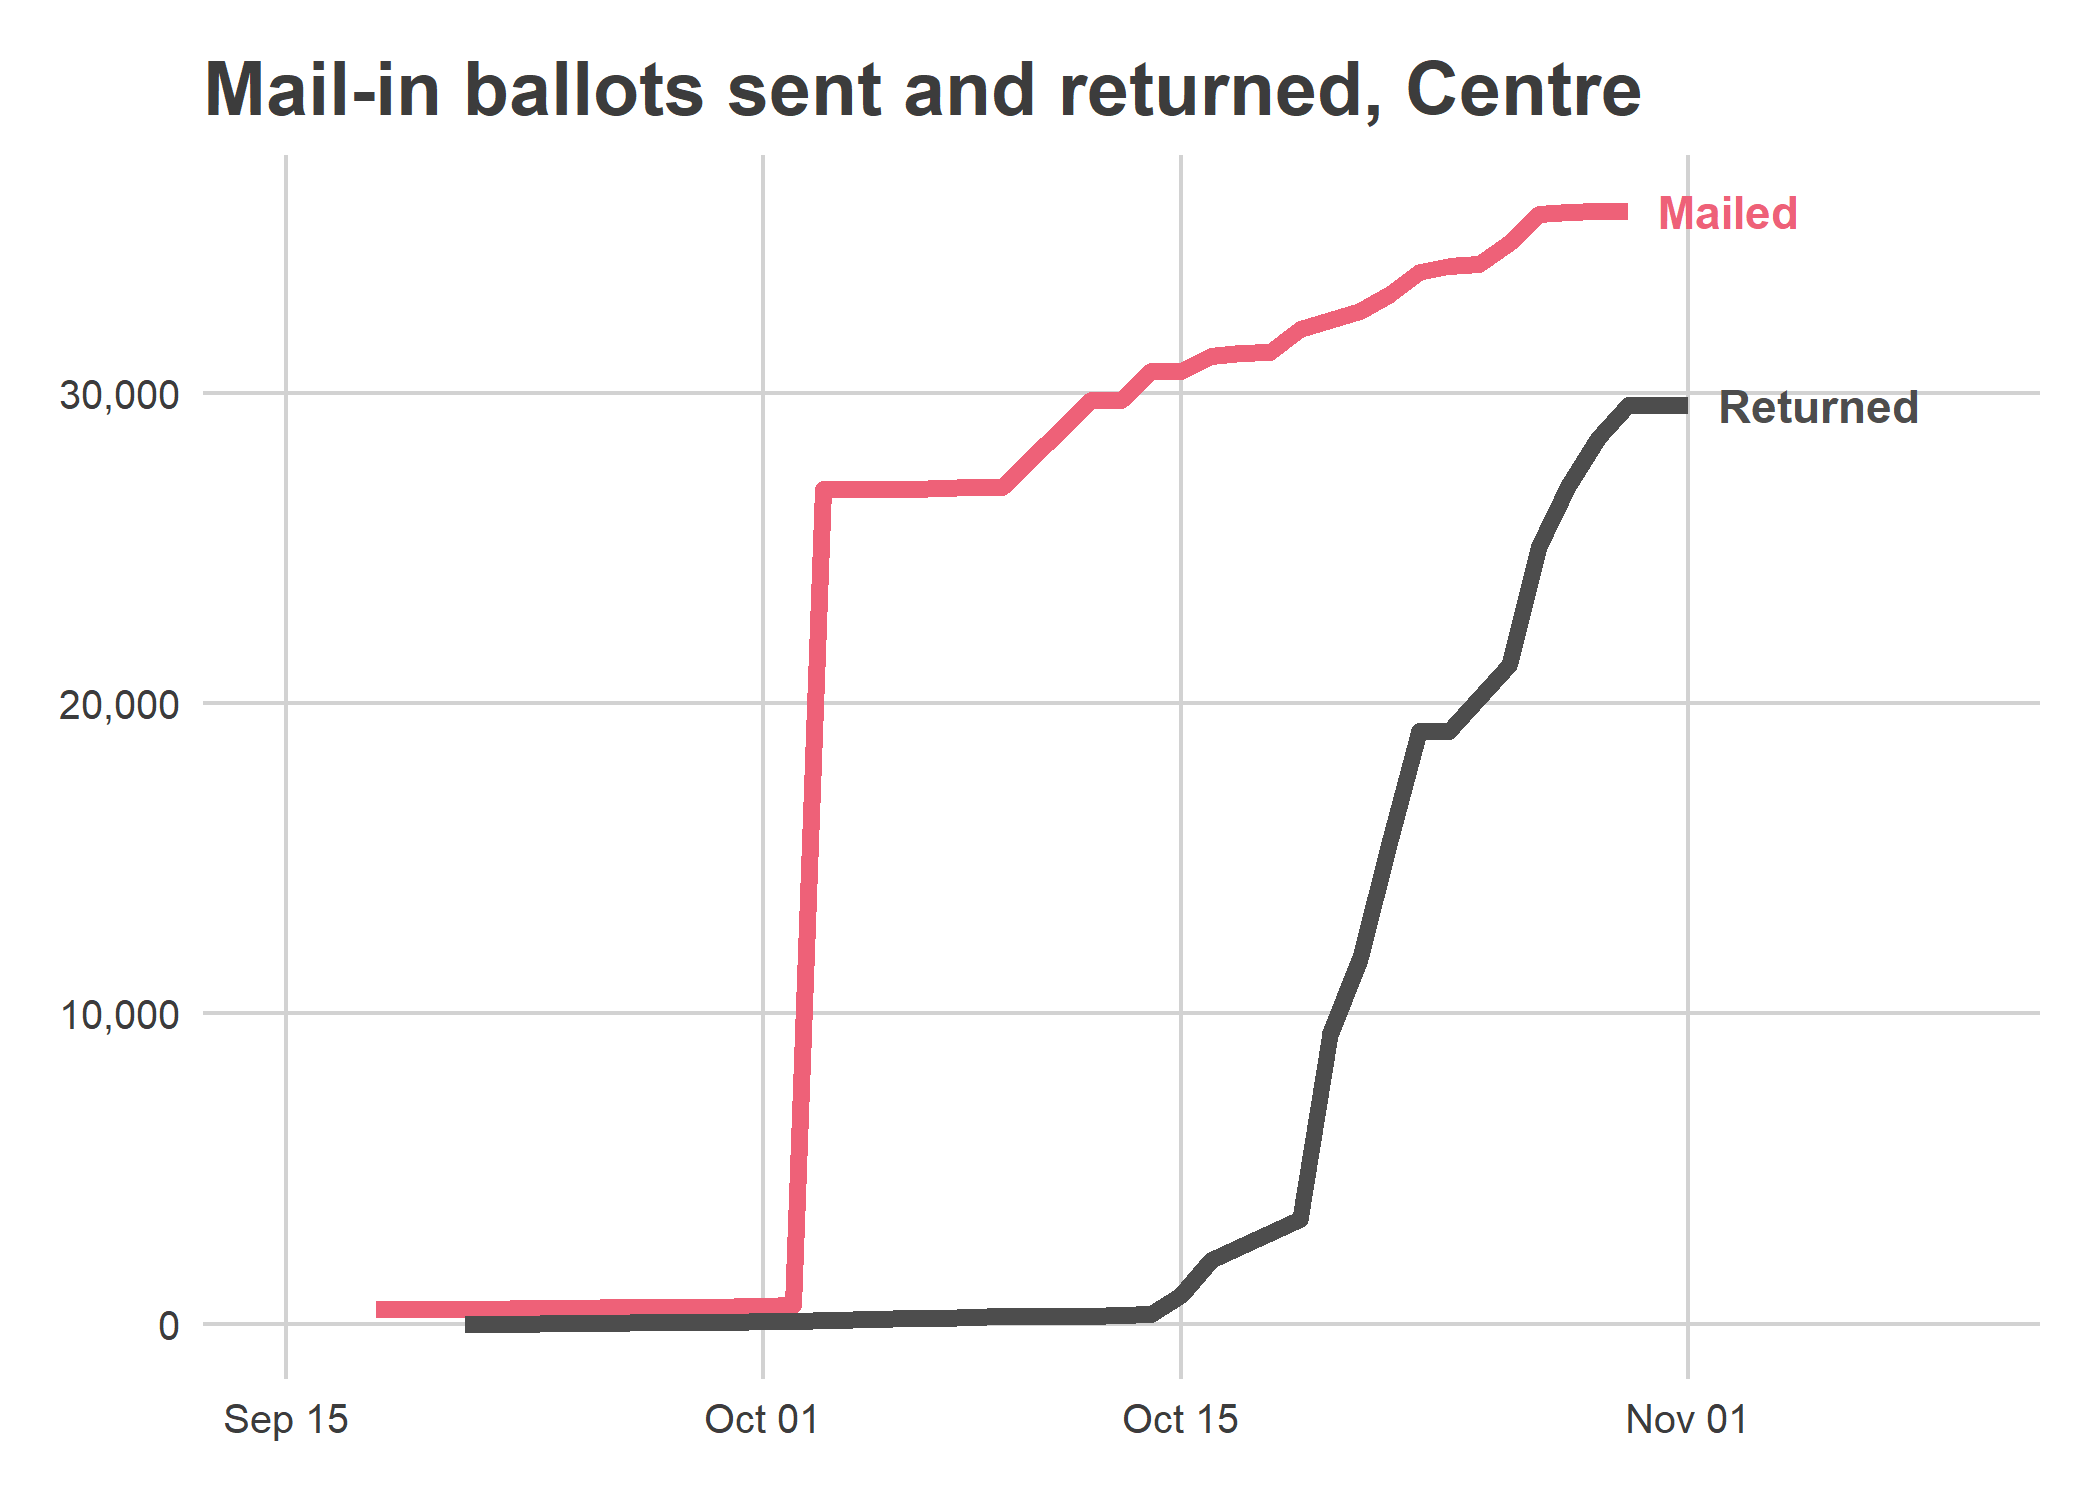 Mail-in ballots sent and returned, Centre
Mailed
30,000
Returned
20,000
10,000
0
Sep 15
Oct 01
Oct 15
Nov 01